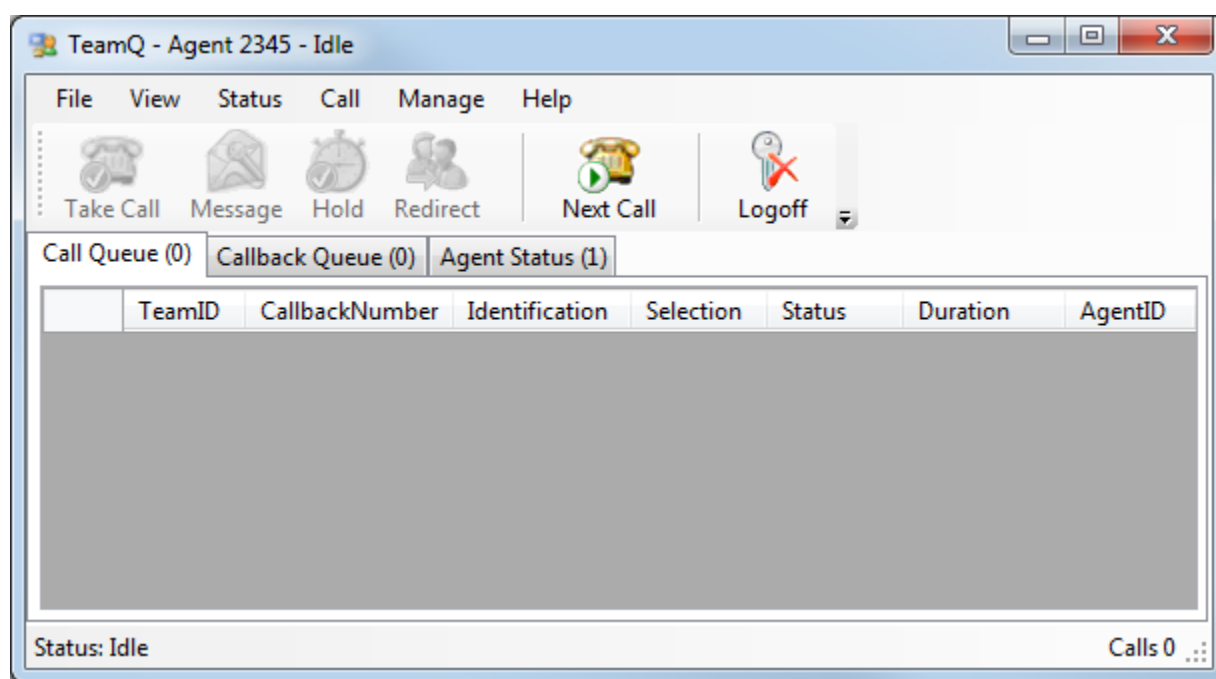 TeamQ - Agent 2345 - Idle
File View Status Call Manage Help
Take Call Message Hold Redirect Next Call Logoff
Call Queue (0) Callback Queue (0) Agent Status (1)
TeamID CallbackNumber Identification Selection Status Duration AgentID
Status: Idle Calls 0